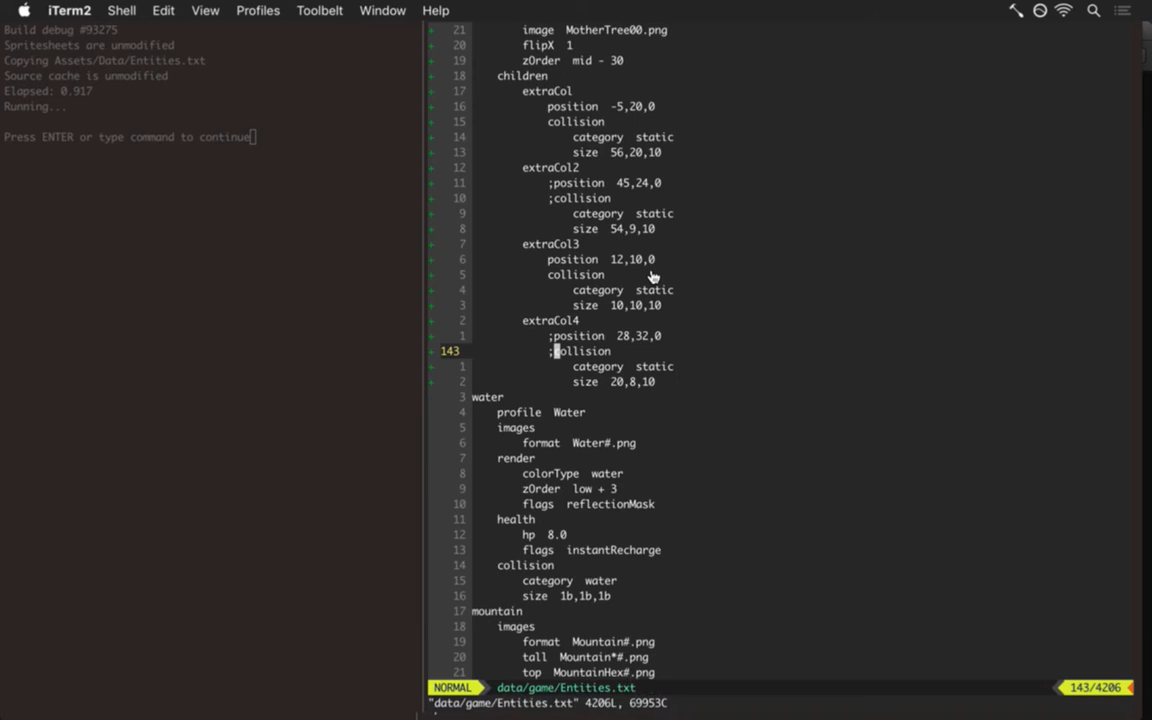 iTerm2 Shell Edit View Profiles Toolbelt Window Help
Build debug #93275
Spritesheets are unmodified
Copying Assets/Data/Entities.txt
Source cache is unmodified
Elapsed: 0.917
Running...
Press ENTER or type command to continue
+ 21 image MotherTree00.png
+ 20 flipX 1
+ 19 zOrder mid - 30
+ 18 children
+ 17 extraCol
+ 16 position -5,20,0
+ 15 collision
+ 14 category static
+ 13 size 56,20,10
+ 12 extraCol2
+ 11 ;position 45,24,0
+ 10 ;collision
+ 9 category static
+ 8 size 54,9,10
+ 7 extraCol3
+ 6 position 12,10,0
+ 5 collision
+ 4 category static
+ 3 size 10,10,10
+ 2 extraCol4
+ 1 ;position 28,32,0
+ 143 ;collision
+ 1 category static
+ 2 size 20,8,10
3 water
4 profile Water
5 images
6 format Water#.png
7 render
8 colorType water
9 zOrder low + 3
10 flags reflectionMask
11 health
12 hp 8.0
13 flags instantRecharge
14 collision
15 category water
16 size 1b,1b,1b
17 mountain
18 images
19 format Mountain#.png
20 tall Mountain*#.png
21 top MountainHex#.png
NORMAL data/game/Entities.txt 143/4206
"data/game/Entities.txt" 4206L, 69953C